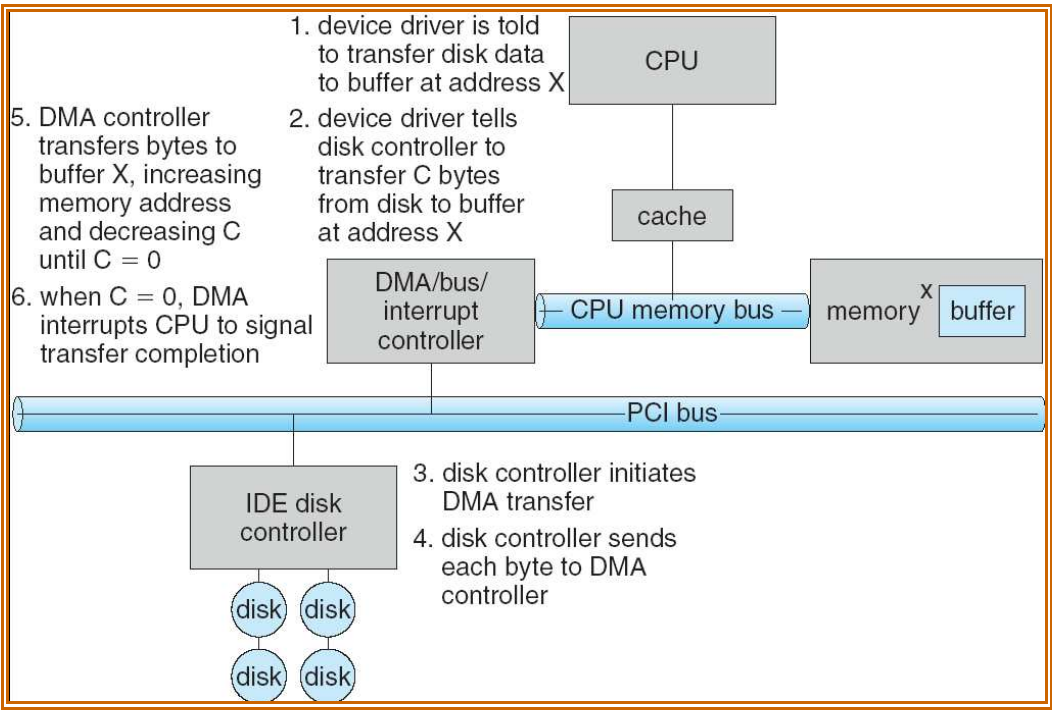 1. device driver is told
to transfer disk data
to buffer at address X
CPU
5. DMA controller
transfers bytes to
buffer X, increasing
memory address
and decreasing C
until C = 0
2. device driver tells
disk controller to
transfer C bytes
from disk to buffer
at address X
cache
6. when C = 0, DMA
interrupts CPU to signal
transfer completion
DMA/bus/
interrupt
controller
CPU memory bus
memory
X
buffer
PCI bus
IDE disk
controller
3. disk controller initiates
DMA transfer
4. disk controller sends
each byte to DMA
controller
disk
disk
disk
disk